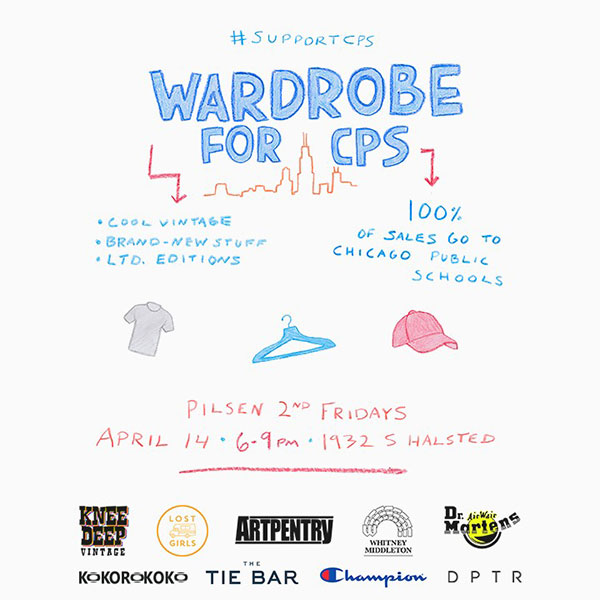 #SUPPORTCPS
WARDROBE
FOR CPS
• COOL VINTAGE
• BRAND-NEW STUFF
• LTD. EDITIONS
100%
OF SALES GO TO
CHICAGO PUBLIC
SCHOOLS
PILSEN 2ND FRIDAYS
APRIL 14 • 6-9PM • 1932 S HALSTED
KNEE
DEEP
VINTAGE
LOST
GIRLS
ARTPENTRY
WHITNEY
MIDDLETON
Dr. AirWair
Martens
KOKOROKOKO
THE
TIE BAR
Champion
DPTR